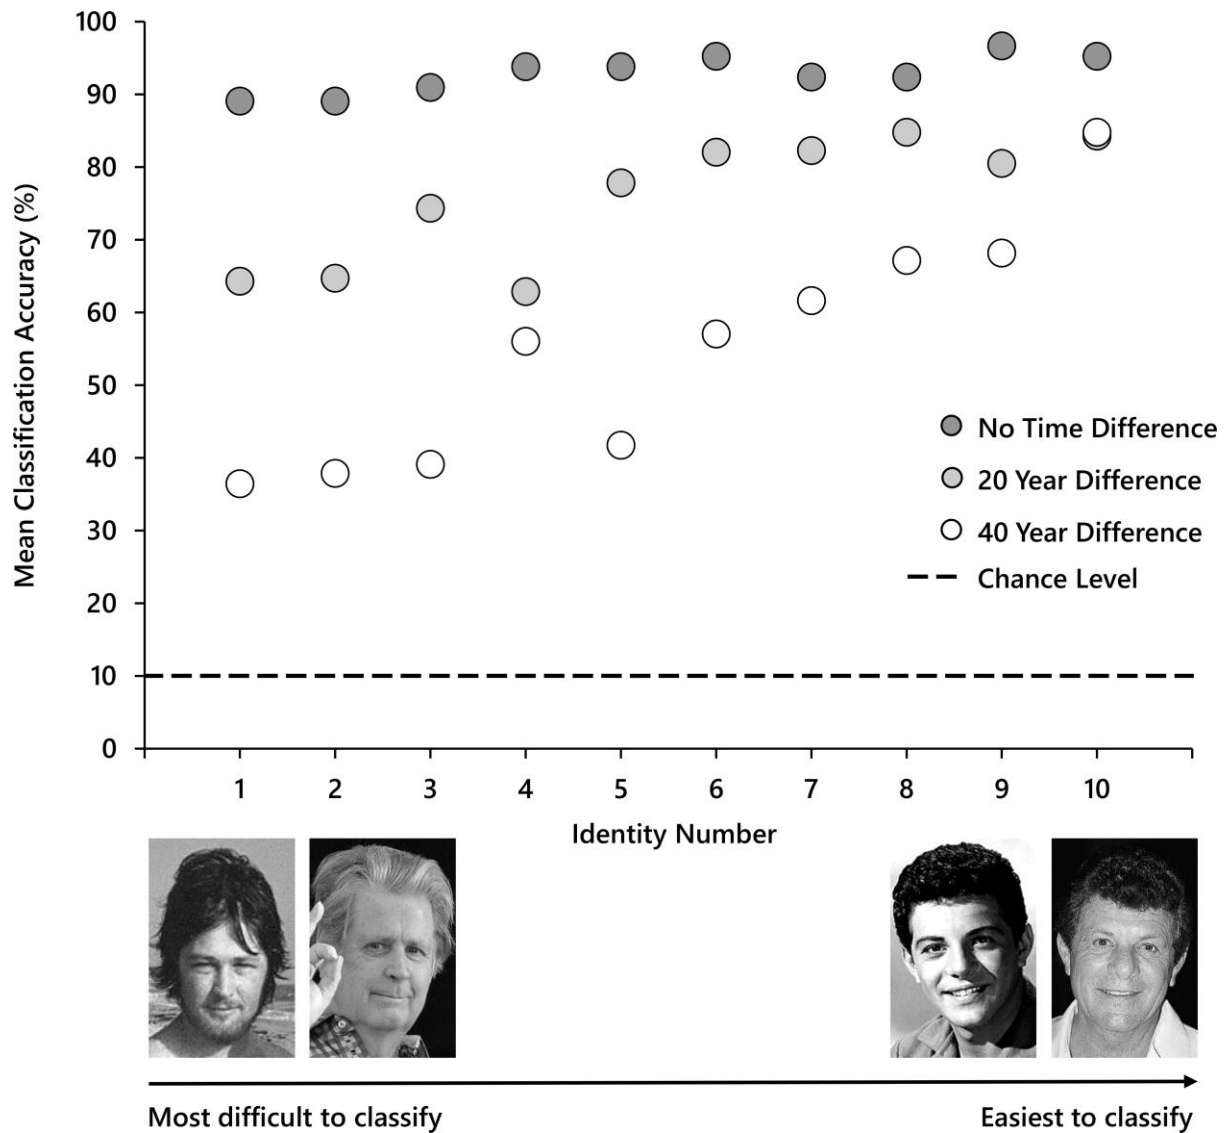 100
90
80
70
60
50
40
30
20
10
0
Mean Classification Accuracy (%)
No Time Difference
20 Year Difference
40 Year Difference
Chance Level
1 2 3 4 5 6 7 8 9 10
Identity Number
Most difficult to classify
Easiest to classify